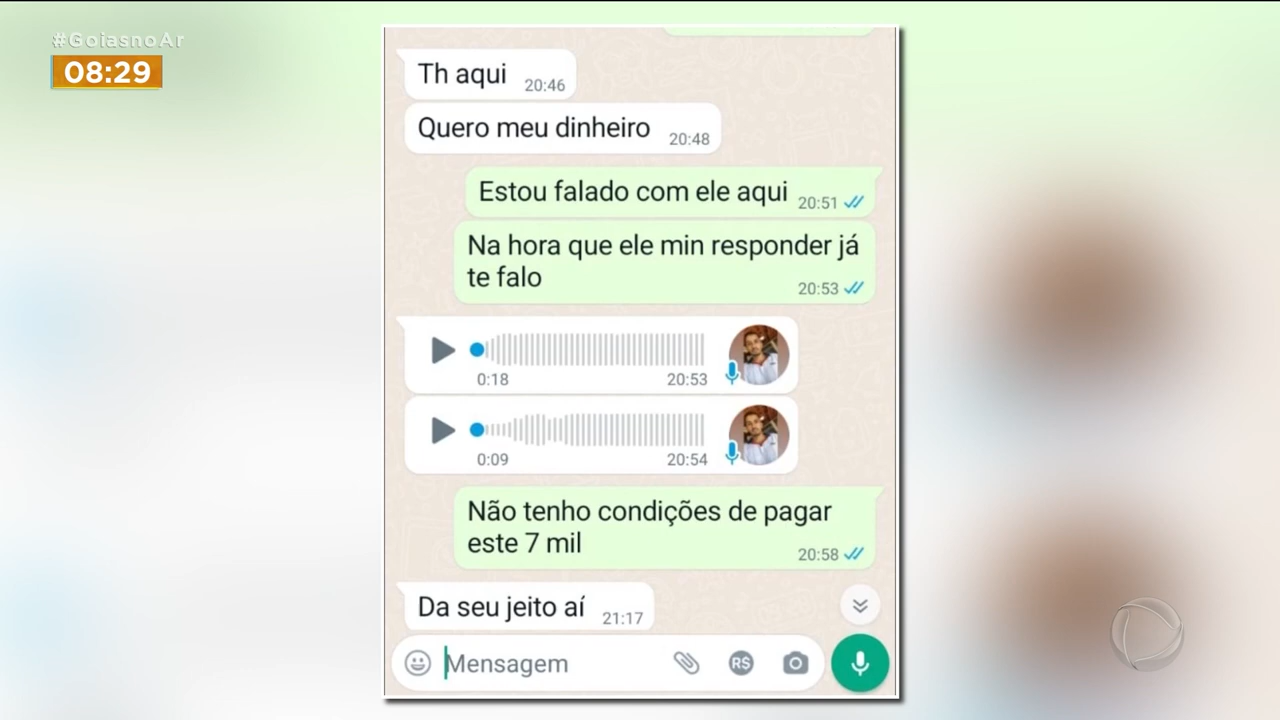 #GoiasnoAr
08:29
Th aqui 20:46
Quero meu dinheiro 20:48
Estou falado com ele aqui 20:51
Na hora que ele min responder já
te falo 20:53
0:18 20:53
0:09 20:54
Não tenho condições de pagar
este 7 mil 20:58
Da seu jeito aí 21:17
Mensagem R$